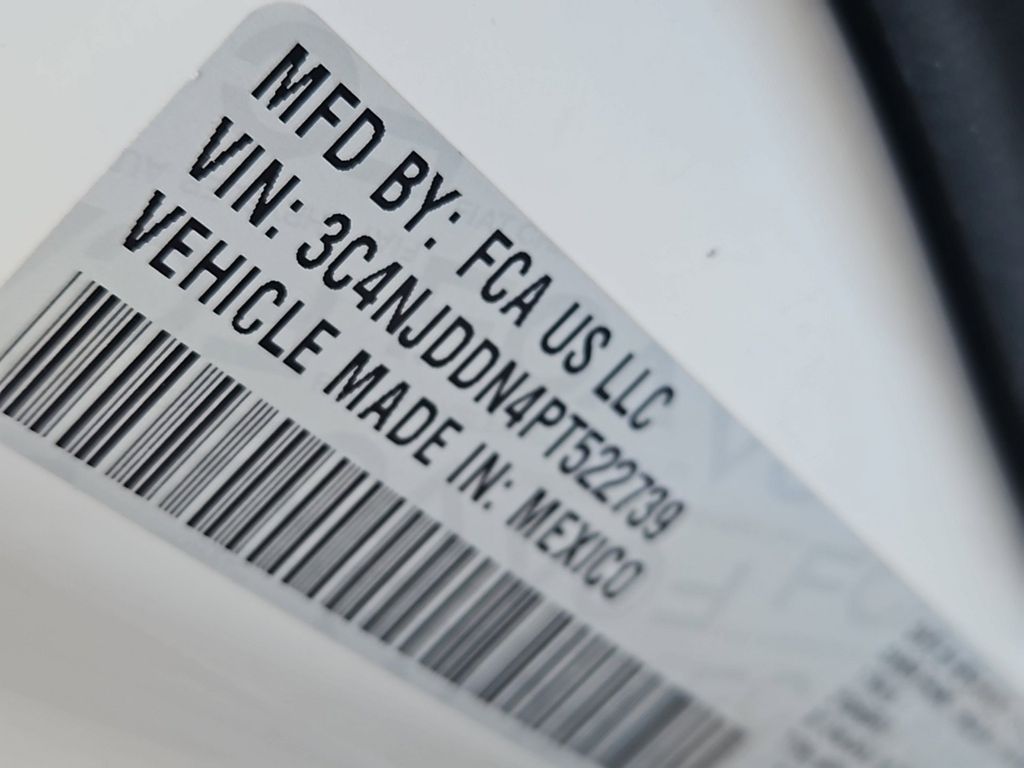 MFD BY: FCA US LLC
VIN: 3C4NJDDN4PT522739
VEHICLE MADE IN: MEXICO